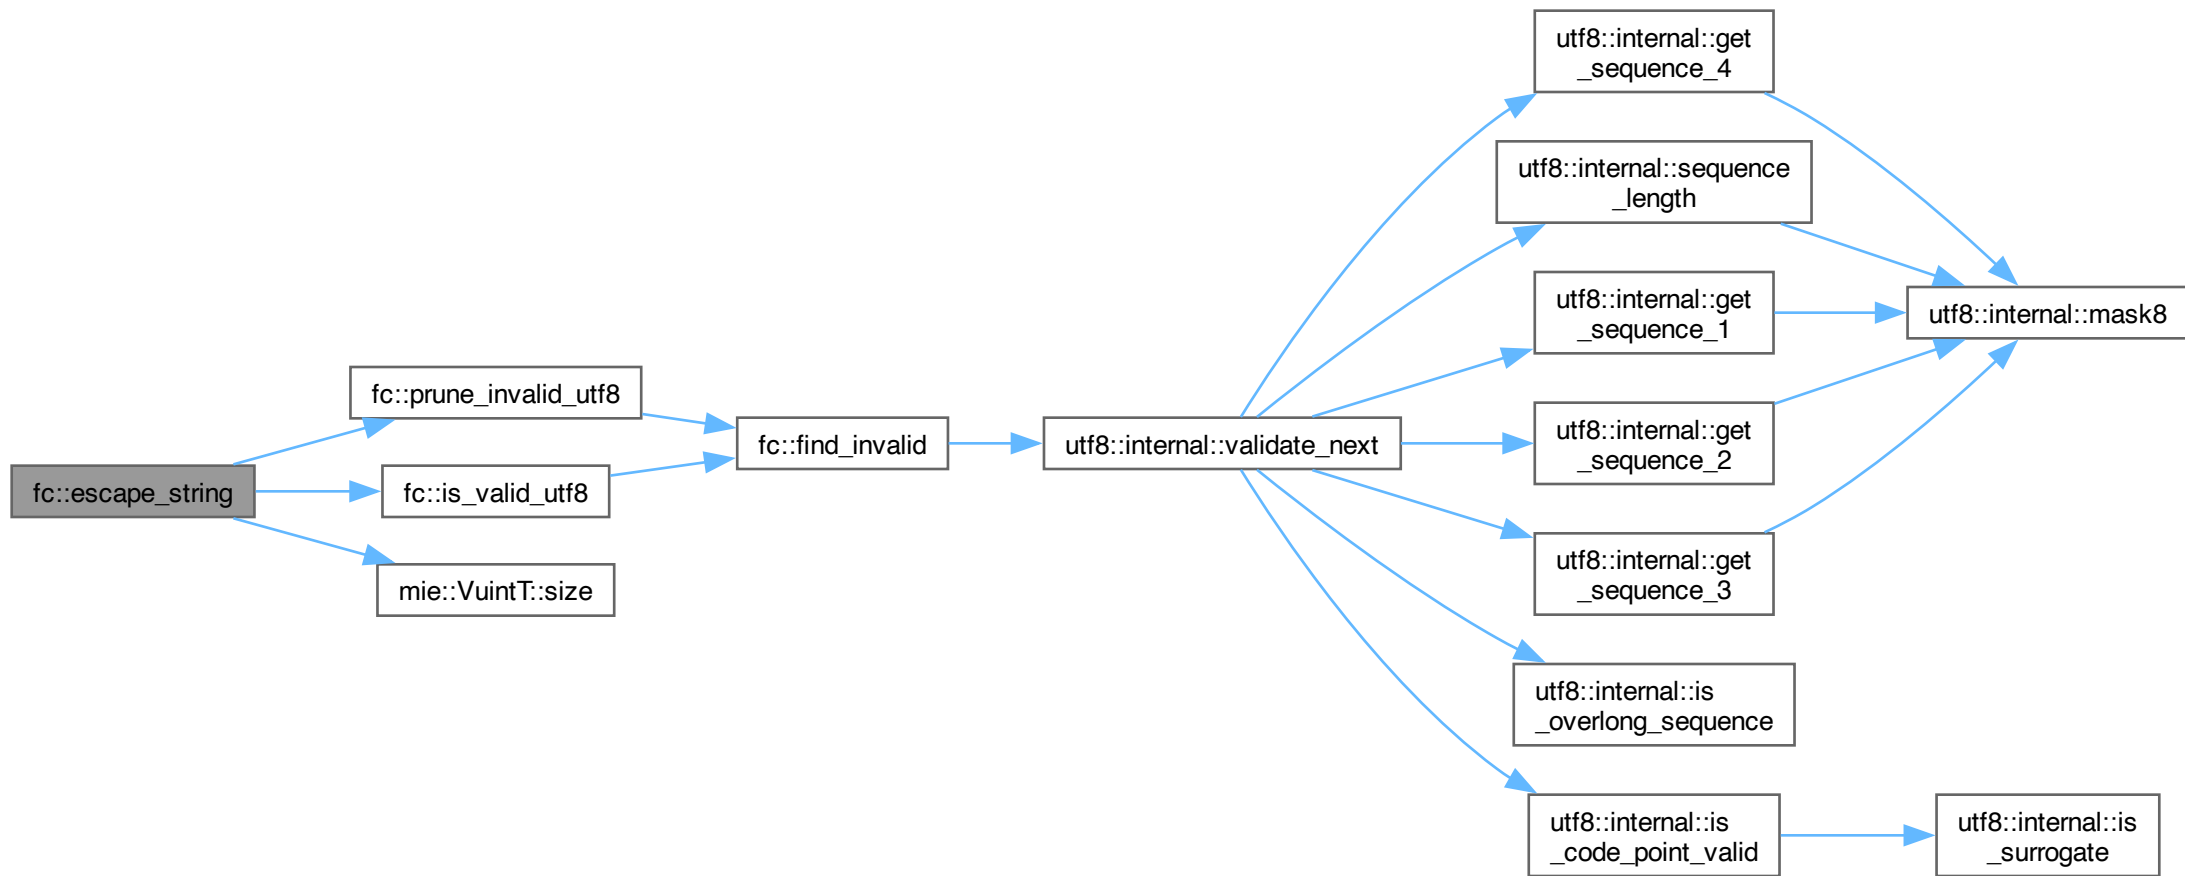 fc::escape_string
fc::prune_invalid_utf8
fc::is_valid_utf8
mie::VuintT::size
fc::find_invalid
utf8::internal::validate_next
utf8::internal::get
_sequence_4
utf8::internal::sequence
_length
utf8::internal::get
_sequence_1
utf8::internal::get
_sequence_2
utf8::internal::get
_sequence_3
utf8::internal::is
_overlong_sequence
utf8::internal::is
_code_point_valid
utf8::internal::mask8
utf8::internal::is
_surrogate